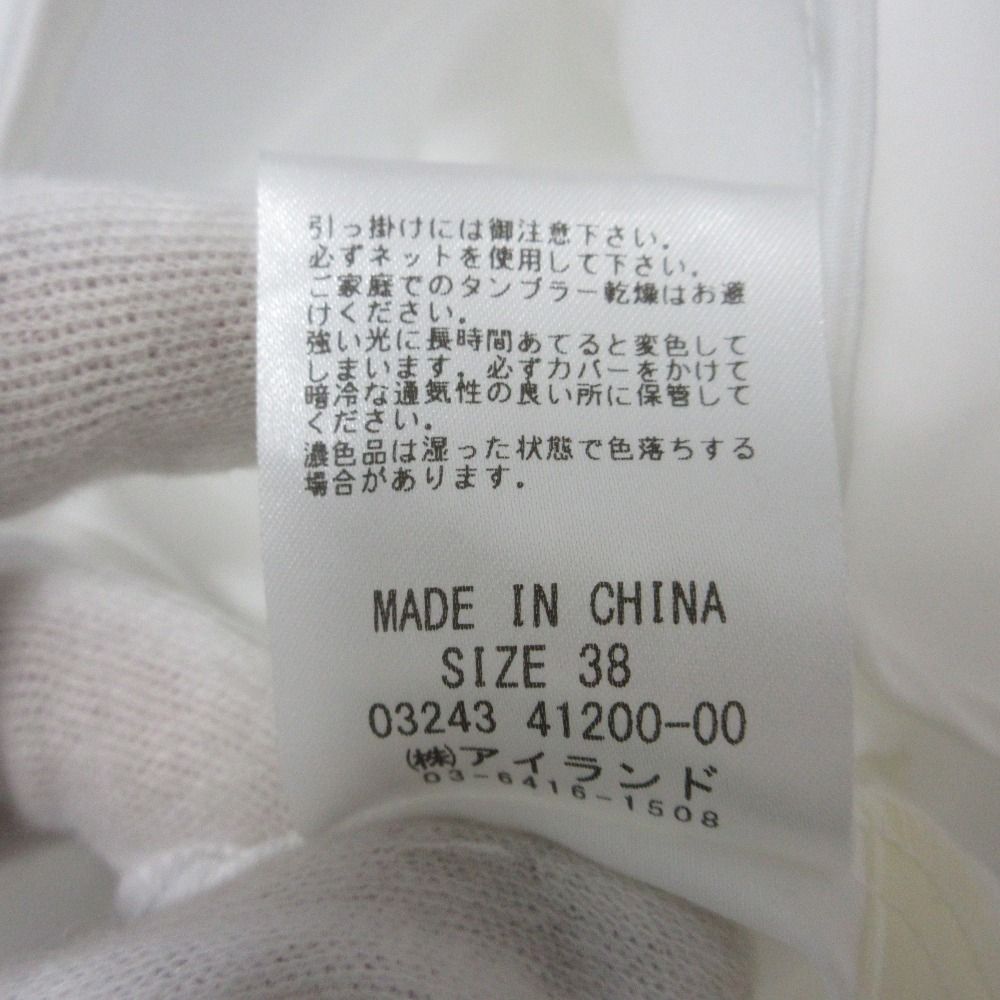 引っ掛けには御注意下さい.
必ずネットを使用して下さい.
ご家庭でのタンブラー乾燥はお避
けください.
強い光に長時間あてると変色して
しまいます. 必ずカバーをかけて
暗冷な通気性の良い所に保管して
ください.
濃色品は湿った状態で色落ちする
場合があります.
MADE IN CHINA
SIZE 38
03243 41200-00
(株)アイランド
03-6416-1508